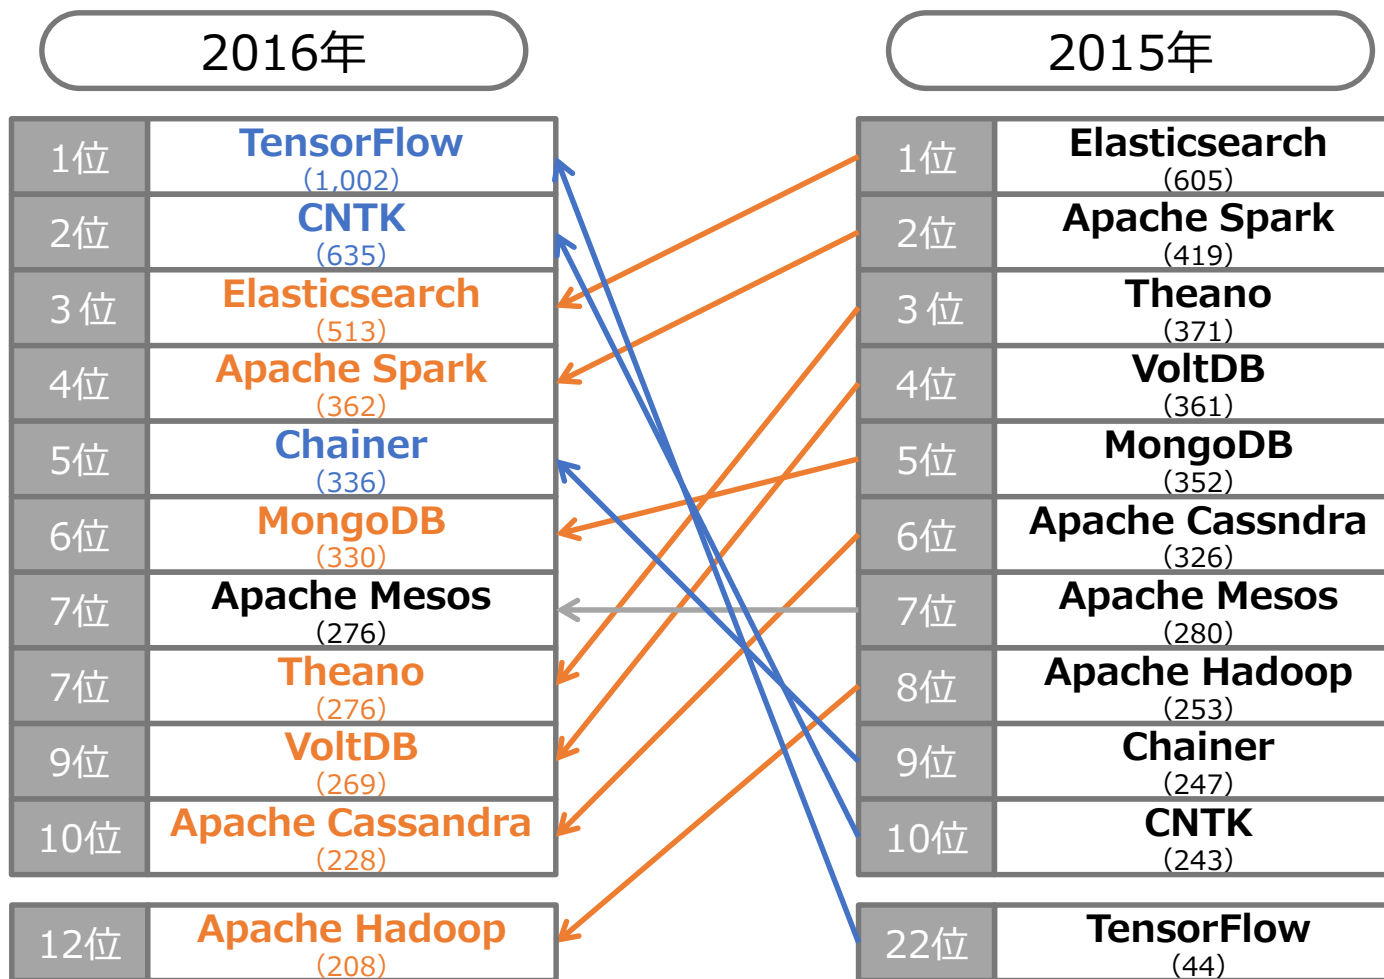 2016年
1位
TensorFlow
（1,002）
2位
CNTK
（635）
３位
Elasticsearch
（513）
4位
Apache Spark
（362）
5位
Chainer
（336）
6位
MongoDB
（330）
7位
Apache Mesos
（276）
7位
Theano
（276）
9位
VoltDB
（269）
10位
Apache Cassandra
（228）
12位
Apache Hadoop
（208）
2015年
1位
Elasticsearch
（605）
2位
Apache Spark
（419）
３位
Theano
（371）
4位
VoltDB
（361）
5位
MongoDB
（352）
6位
Apache Cassndra
（326）
7位
Apache Mesos
（280）
8位
Apache Hadoop
（253）
9位
Chainer
（247）
10位
CNTK
（243）
22位
TensorFlow
（44）